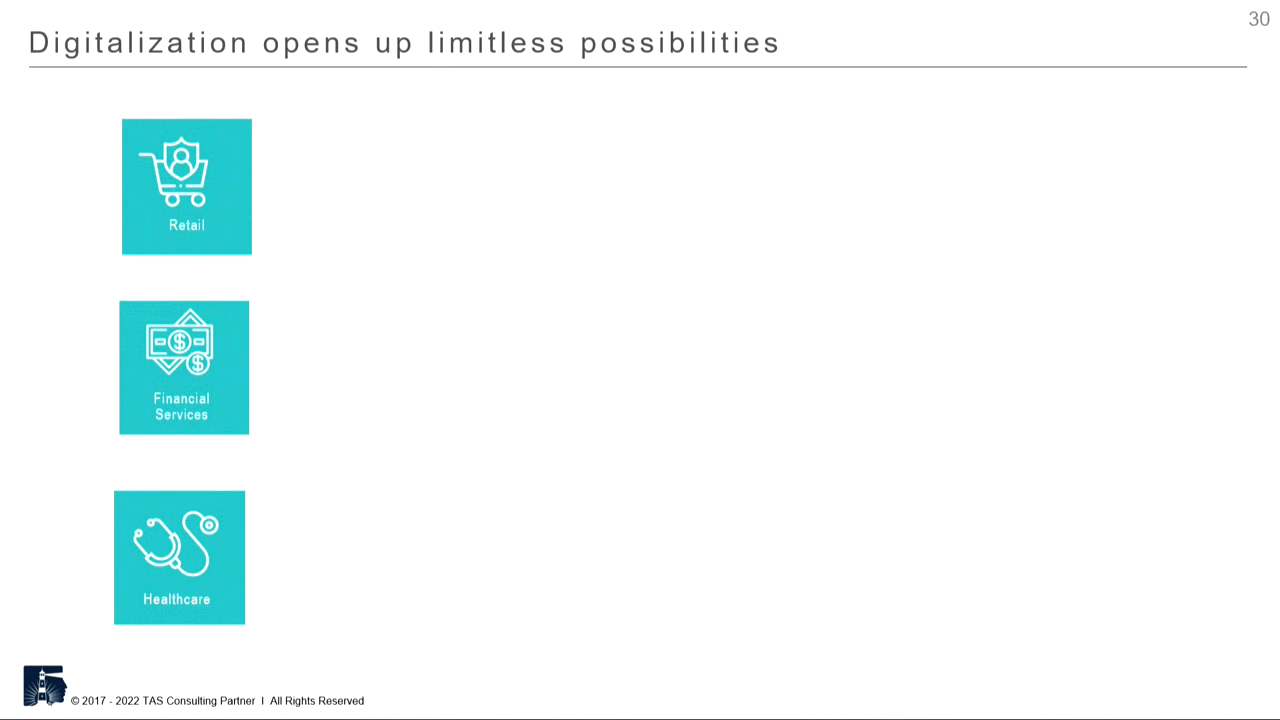 30
Digitalization opens up limitless possibilities
Retail
Financial
Services
Healthcare
© 2017 - 2022 TAS Consulting Partner I All Rights Reserved